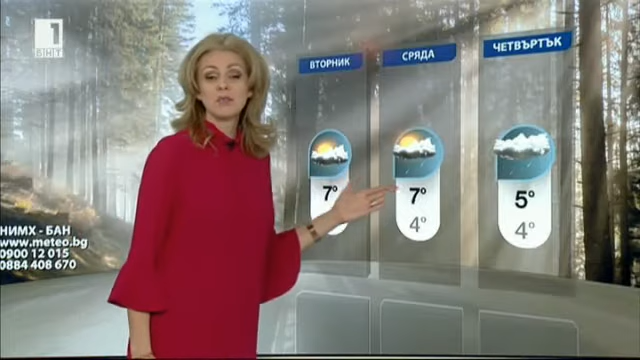 1
БНТ
ВТОРНИК
СРЯДА
ЧЕТВЪРТЪК
7°
7°
4°
5°
4°
НИМХ - БАН
www.meteo.bg
0900 12 015
0884 408 670